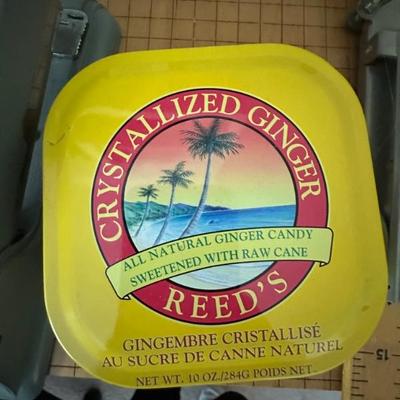 CRYSTALLIZED GINGER
ALL NATURAL GINGER CANDY
SWEETENED WITH RAW CANE
REED'S
GINGEMBRE CRISTALLISÉ
AU SUCRE DE CANNE NATUREL
NET WT. 10 OZ./284G POIDS NET
15